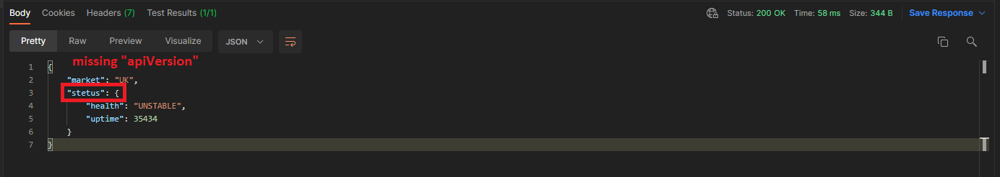 Body Cookies Headers (7) Test Results (1/1) Status: 200 OK Time: 58 ms Size: 344 B Save Response
Pretty Raw Preview Visualize JSON
missing "apiVersion"
1 {
2 "market": "UK",
3 "stetus": {
4 "health": "UNSTABLE",
5 "uptime": 35434
6 }
7 }